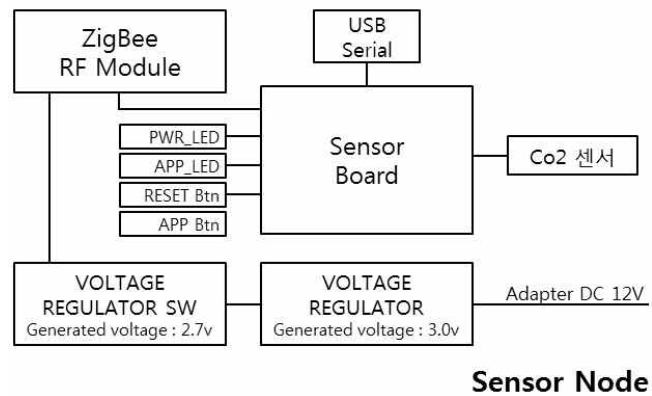 ZigBee
RF Module
USB
Serial
PWR_LED
APP_LED
RESET Btn
APP Btn
Sensor
Board
Co2 센서
VOLTAGE
REGULATOR SW
Generated voltage : 2.7v
VOLTAGE
REGULATOR
Generated voltage : 3.0v
Adapter DC 12V
Sensor Node